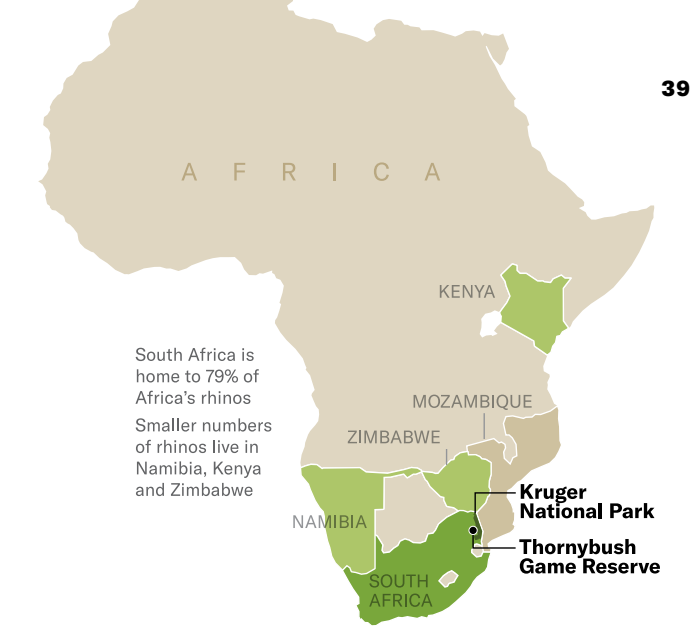 39
A F R I C A
KENYA
South Africa is
home to 79% of
Africa's rhinos
Smaller numbers
of rhinos live in
Namibia, Kenya
and Zimbabwe
MOZAMBIQUE
ZIMBABWE
NAMIBIA
Kruger
National Park
Thornybush
Game Reserve
SOUTH
AFRICA